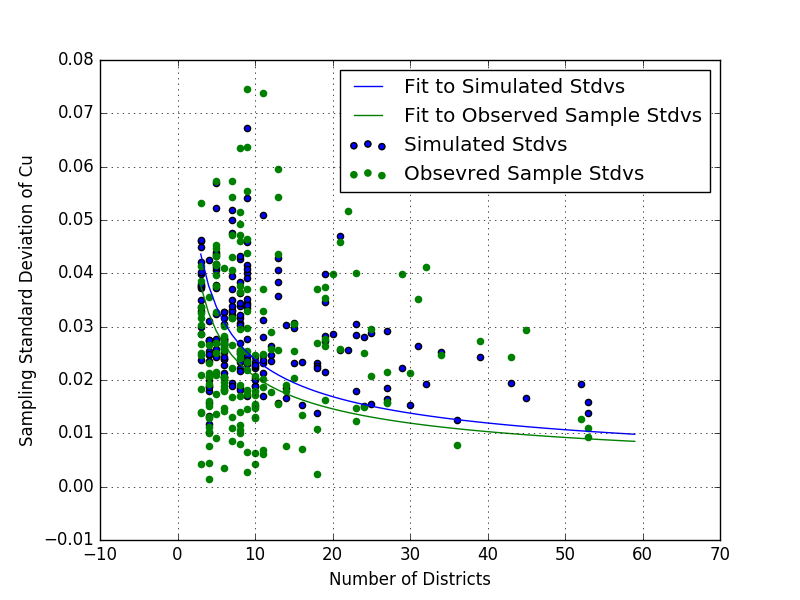 0.08
0.07
0.06
0.05
0.04
0.03
0.02
0.01
0.00
−0.01
Sampling Standard Deviation of Cu
Fit to Simulated Stdvs
Fit to Observed Sample Stdvs
Simulated Stdvs
Obsevred Sample Stdvs
−10 0 10 20 30 40 50 60 70
Number of Districts